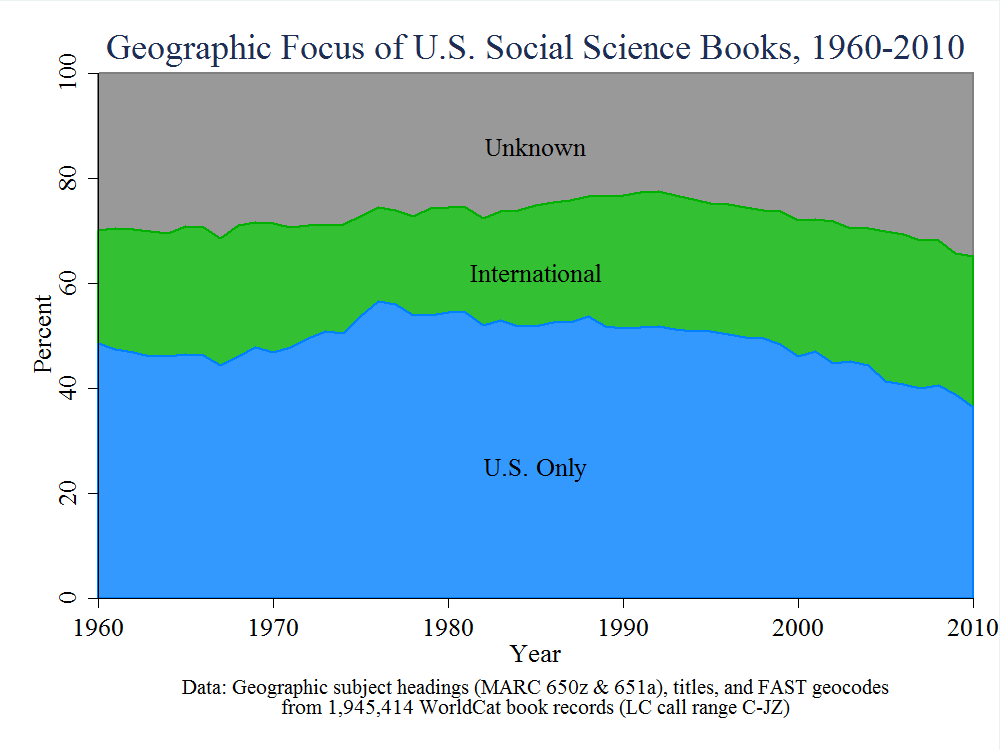 Geographic Focus of U.S. Social Science Books, 1960-2010
100
80
60
40
20
0
Percent
Unknown
International
U.S. Only
1960 1970 1980 1990 2000 2010
Year
Data: Geographic subject headings (MARC 650z & 651a), titles, and FAST geocodes
from 1,945,414 WorldCat book records (LC call range C-JZ)